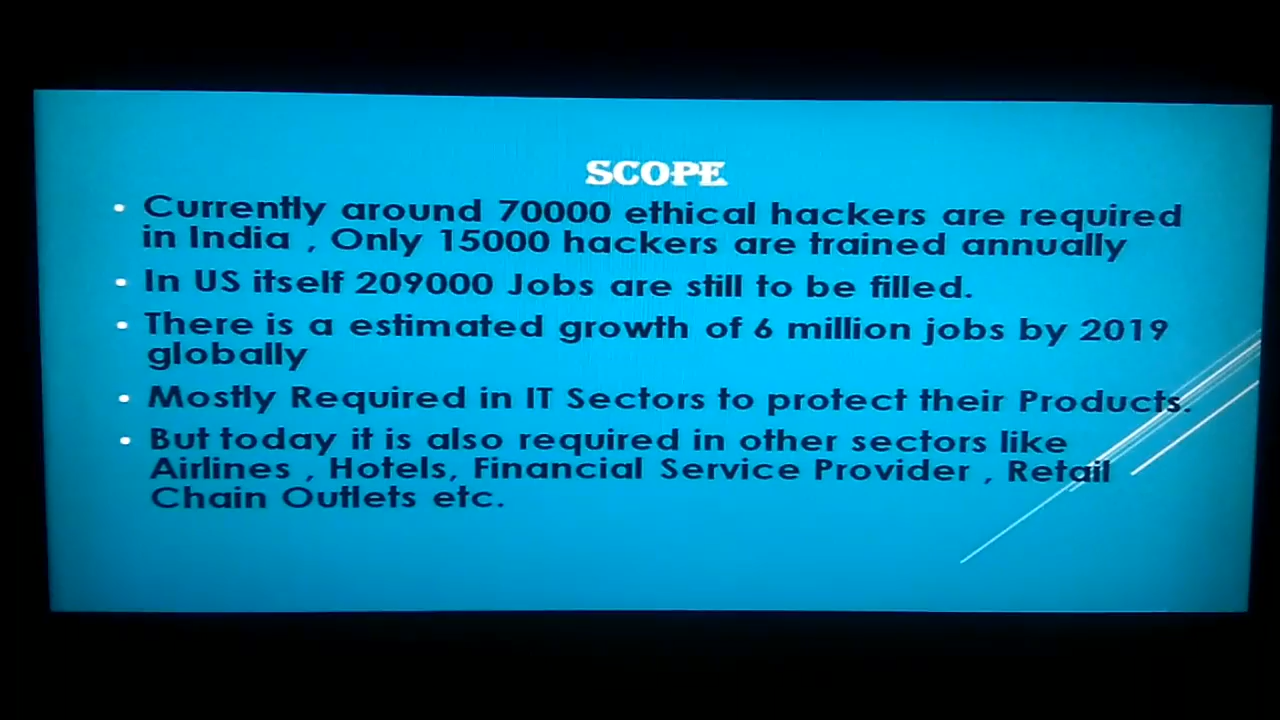 SCOPE
• Currently around 70000 ethical hackers are required
in India , Only 15000 hackers are trained annually
• In US itself 209000 Jobs are still to be filled.
• There is a estimated growth of 6 million jobs by 2019
globally
• Mostly Required in IT Sectors to protect their Products.
• But today it is also required in other sectors like
Airlines , Hotels, Financial Service Provider , Retail
Chain Outlets etc.